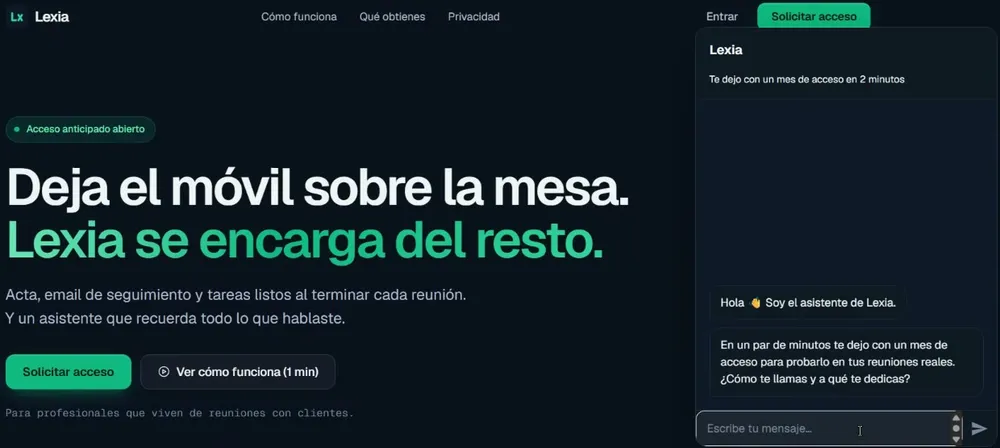 Lx Lexia
Cómo funciona
Qué obtienes
Privacidad
Entrar
Solicitar acceso
Acceso anticipado abierto
Deja el móvil sobre la mesa.
Lexia se encarga del resto.
Acta, email de seguimiento y tareas listos al terminar cada reunión.
Y un asistente que recuerda todo lo que hablaste.
Solicitar acceso
Ver cómo funciona (1 min)
Para profesionales que viven de reuniones con clientes.
Lexia
Te dejo con un mes de acceso en 2 minutos
Hola 👋 Soy el asistente de Lexia.
En un par de minutos te dejo con un mes de
acceso para probarlo en tus reuniones reales.
¿Cómo te llamas y a qué te dedicas?
Escribe tu mensaje...